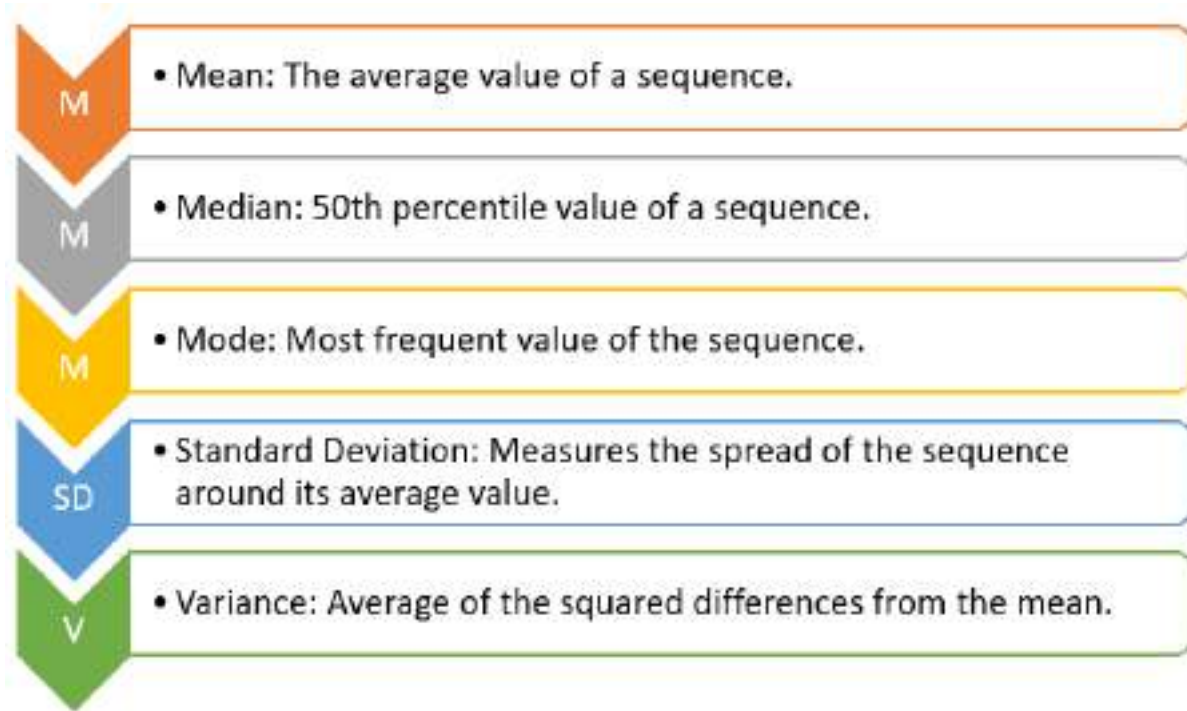 M
• Mean: The average value of a sequence.
M
• Median: 50th percentile value of a sequence.
M
• Mode: Most frequent value of the sequence.
SD
• Standard Deviation: Measures the spread of the sequence
around its average value.
V
• Variance: Average of the squared differences from the mean.